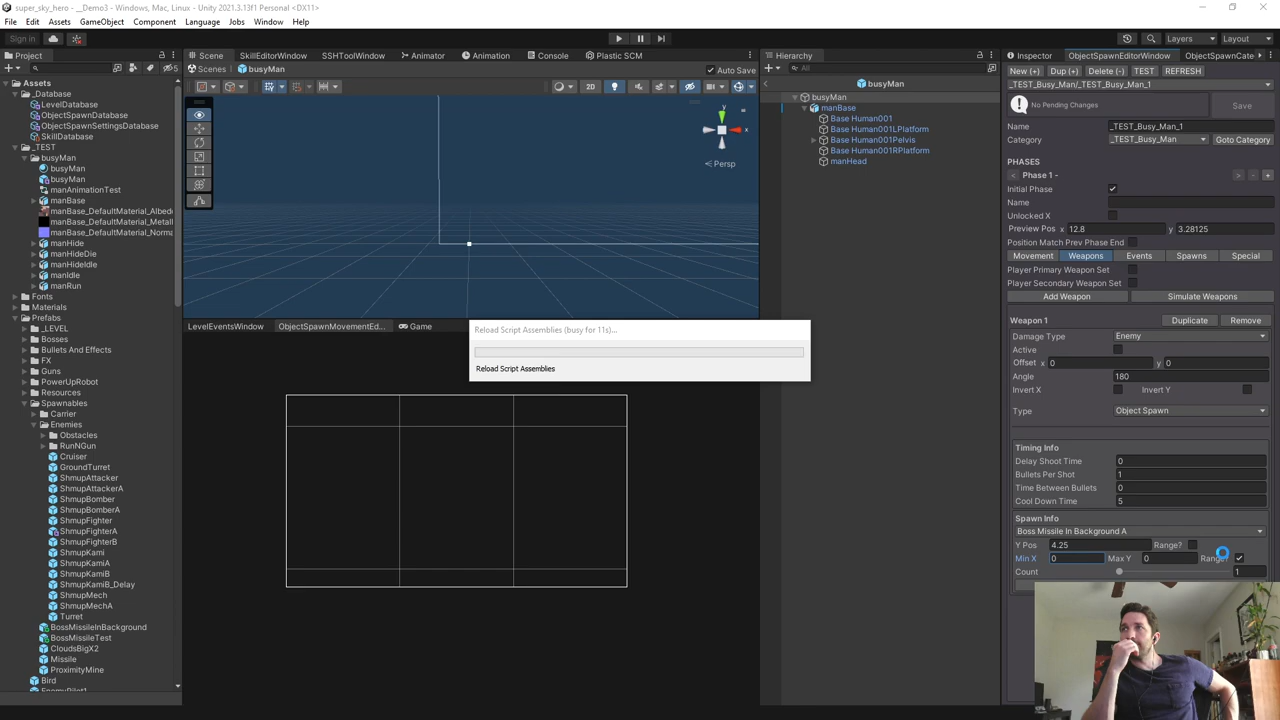 super_sky_hero - __Demo3 - Windows, Mac, Linux - Unity 2021.3.13f1 Personal <DX11>
File Edit Assets GameObject Component Language Jobs Window Help
Sign in Layers Layout
Project
Scene SkillEditorWindow SSHToolWindow Animator Animation Console Plastic SCM
Hierarchy
Inspector ObjectSpawnEditorWindow ObjectSpawnCate
All
5
Scenes busyMan Auto Save
busyMan
New (+) Dup (+) Delete (-) TEST REFRESH
_TEST_Busy_Man/_TEST_Busy_Man_1
No Pending Changes Save
Name _TEST_Busy_Man_1
Category _TEST_Busy_Man Goto Category
PHASES
< Phase 1 - > - +
Initial Phase
Name
Unlocked X
Preview Pos x 12.8 y 3.28125
Position Match Prev Phase End
Movement Weapons Events Spawns Special
Player Primary Weapon Set
Player Secondary Weapon Set
Add Weapon Simulate Weapons
Weapon 1 Duplicate Remove
Damage Type Enemy
Active
Offset x 0 y 0
Angle 180
Invert X Invert Y
Type Object Spawn
Timing Info
Delay Shoot Time 0
Bullets Per Shot 1
Time Between Bullets 0
Cool Down Time 5
Spawn Info
Boss Missile In Background A
Y Pos 4.25 Range?
Min X 0 Max Y 0 Range?
Count 1
busyMan
manBase
Base Human001
Base Human001LPlatform
Base Human001Pelvis
Base Human001RPlatform
manHead
2D
y
x
z
Persp
LevelEventsWindow ObjectSpawnMovementEd... Game
Reload Script Assemblies (busy for 11s)...
Reload Script Assemblies
Assets
_Database
LevelDatabase
ObjectSpawnDatabase
ObjectSpawnSettingsDatabase
SkillDatabase
_TEST
busyMan
busyMan
busyMan
manAnimationTest
manBase
manBase_DefaultMaterial_Albed
manBase_DefaultMaterial_Metall
manBase_DefaultMaterial_Norma
manHide
manHideDie
manHideIdle
manIdle
manRun
Fonts
Materials
Prefabs
_LEVEL
Bosses
Bullets And Effects
FX
Guns
PowerUpRobot
Resources
Spawnables
Carrier
Enemies
Obstacles
RunNGun
Cruiser
GroundTurret
ShmupAttacker
ShmupAttackerA
ShmupBomber
ShmupBomberA
ShmupFighter
ShmupFighterA
ShmupFighterB
ShmupKami
ShmupKamiA
ShmupKamiB
ShmupKamiB_Delay
ShmupMech
ShmupMechA
Turret
BossMissileInBackground
BossMissileTest
CloudsBigX2
Missile
ProximityMine
Bird
EnemyPilot1